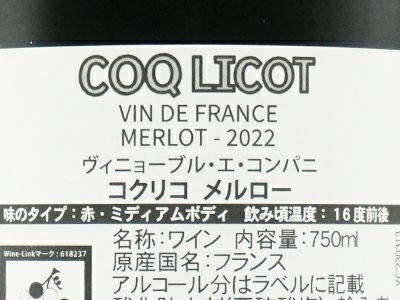 COQ LICOT
VIN DE FRANCE
MERLOT - 2022
ヴィニョーブル・エ・コンパニ
コクリコ メルロー
味のタイプ：赤・ミディアムボディ 飲み頃温度：16度前後
Wine-Linkマーク：618237
名称：ワイン 内容量：750ml
原産国名：フランス
アルコール分はラベルに記載
YC230313